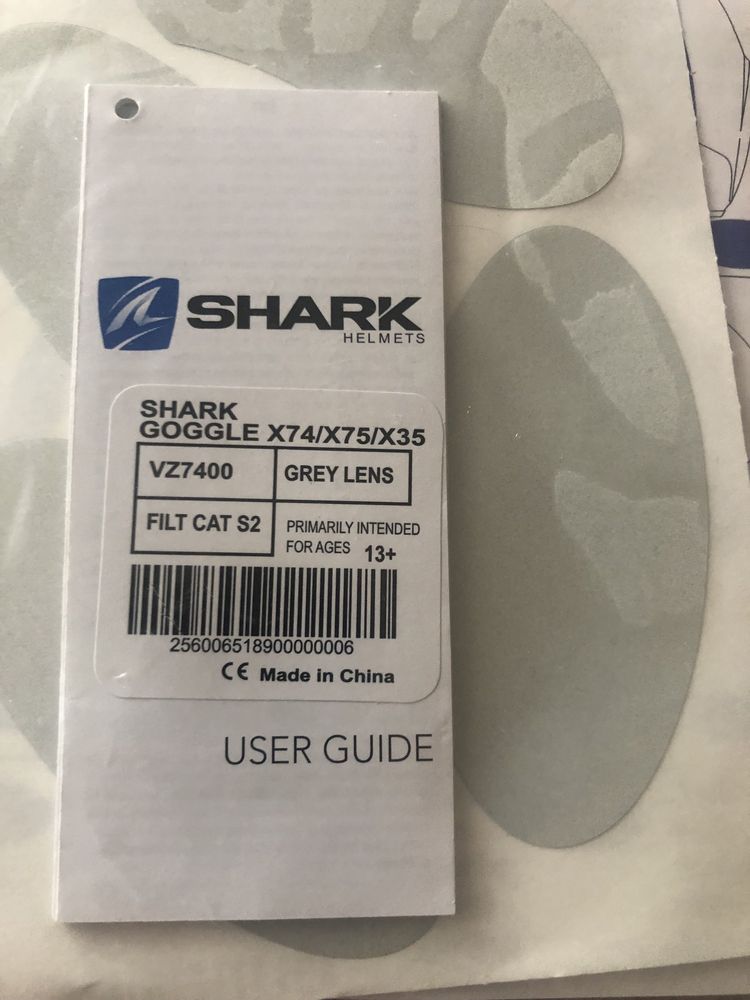 SHARK
HELMETS
SHARK
GOGGLE X74/X75/X35
VZ7400
GREY LENS
FILT CAT S2
PRIMARILY INTENDED
FOR AGES 13+
256006518900000006
CE Made in China
USER GUIDE